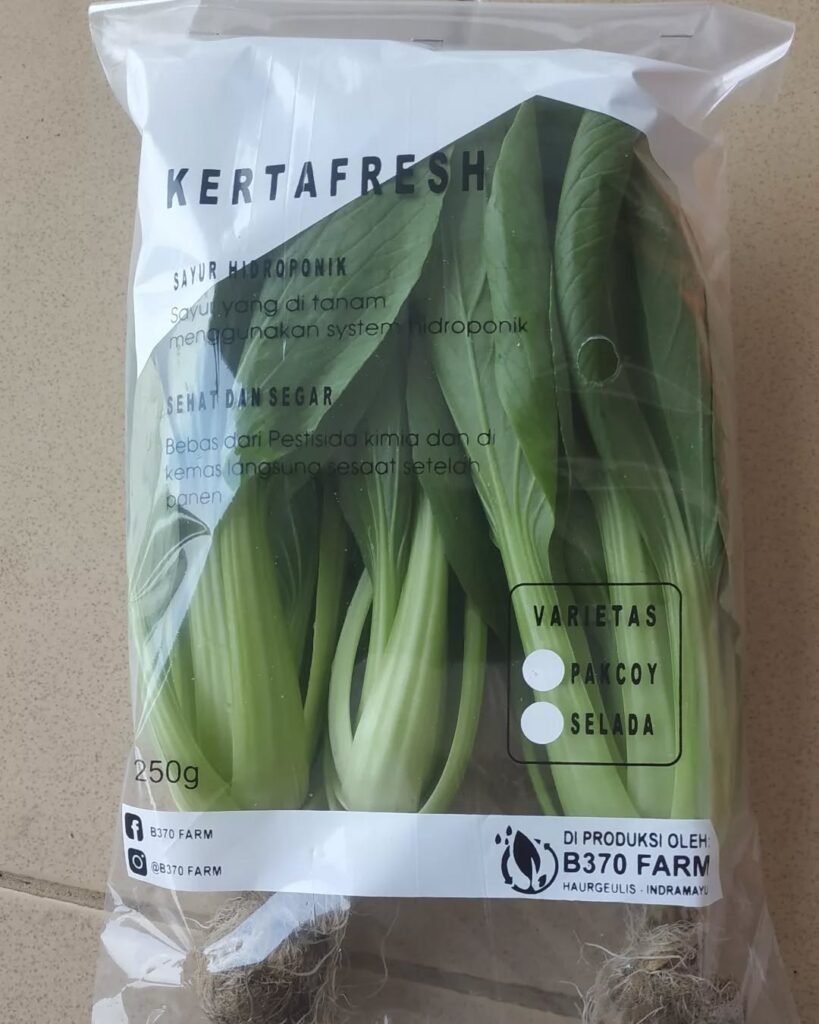 KERTAFRESH
SAYUR HIDROPONIK
Sayur yang di tanam
menggunakan system hidroponik
SEHAT DAN SEGAR
Bebas dari Pestisida kimia dan di
kemas langsung sesaat setelah
panen
VARIETAS
PAKCOY
SELADA
250g
B370 FARM
@B370 FARM
DI PRODUKSI OLEH:
B370 FARM
HAURGEULIS - INDRAMAYU